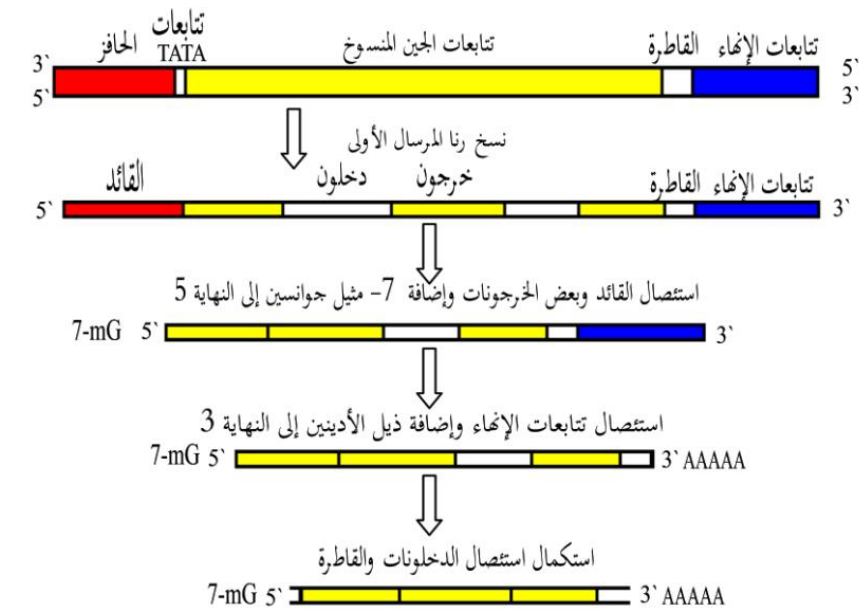 تتابعات
الحافز TATA تتابعات الجين المنسوخ القاطرة تتابعات الإنهاء
3` 5`
5` 3`
نسخ رنا المرسال الأولى
القائد دخلون خرجون القاطرة تتابعات الإنهاء
5` 3`
استئصال القائد وبعض الخرجونات وإضافة 7- مثيل جوانسين إلى النهاية 5
7-mG 5` 3`
استئصال تتابعات الإنهاء وإضافة ذيل الأدينين إلى النهاية 3
7-mG 5` 3` AAAAA
استكمال استئصال الدخلونات والقاطرة
7-mG 5` 3` AAAAA